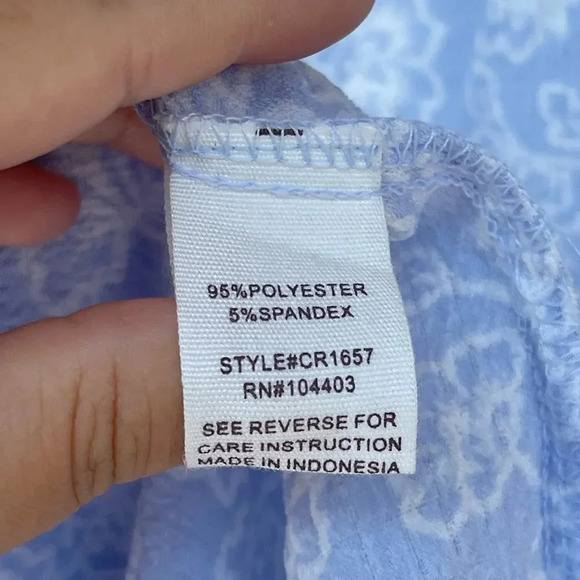 95%POLYESTER
5%SPANDEX
STYLE#CR1657
RN#104403
SEE REVERSE FOR
CARE INSTRUCTION
MADE IN INDONESIA